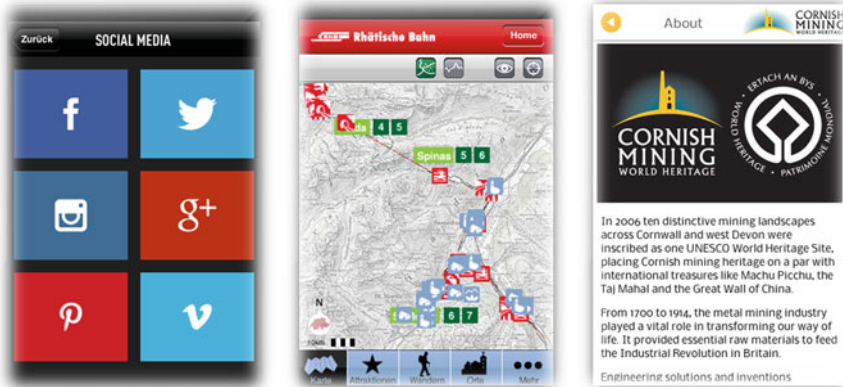 Zurück
SOCIAL MEDIA
f
g+
Rhätische Bahn
Home
4 5
Spinas 5 6
6 7
N
Karte
Attraktionen
Wandern
Orte
Mehr
About
CORNISH
MINING
WORLD HERITAGE
CORNISH
MINING
WORLD HERITAGE
ERTACH AN BYS
WORLD HERITAGE
PATRIMOINE MONDIAL
In 2006 ten distinctive mining landscapes
across Cornwall and west Devon were
inscribed as one UNESCO World Heritage Site,
placing Cornish mining heritage on a par with
international treasures like Machu Picchu, the
Taj Mahal and the Great Wall of China.
From 1700 to 1914, the metal mining industry
played a vital role in transforming our way of
life. It provided essential raw materials to feed
the Industrial Revolution in Britain.
Engineering solutions and inventions